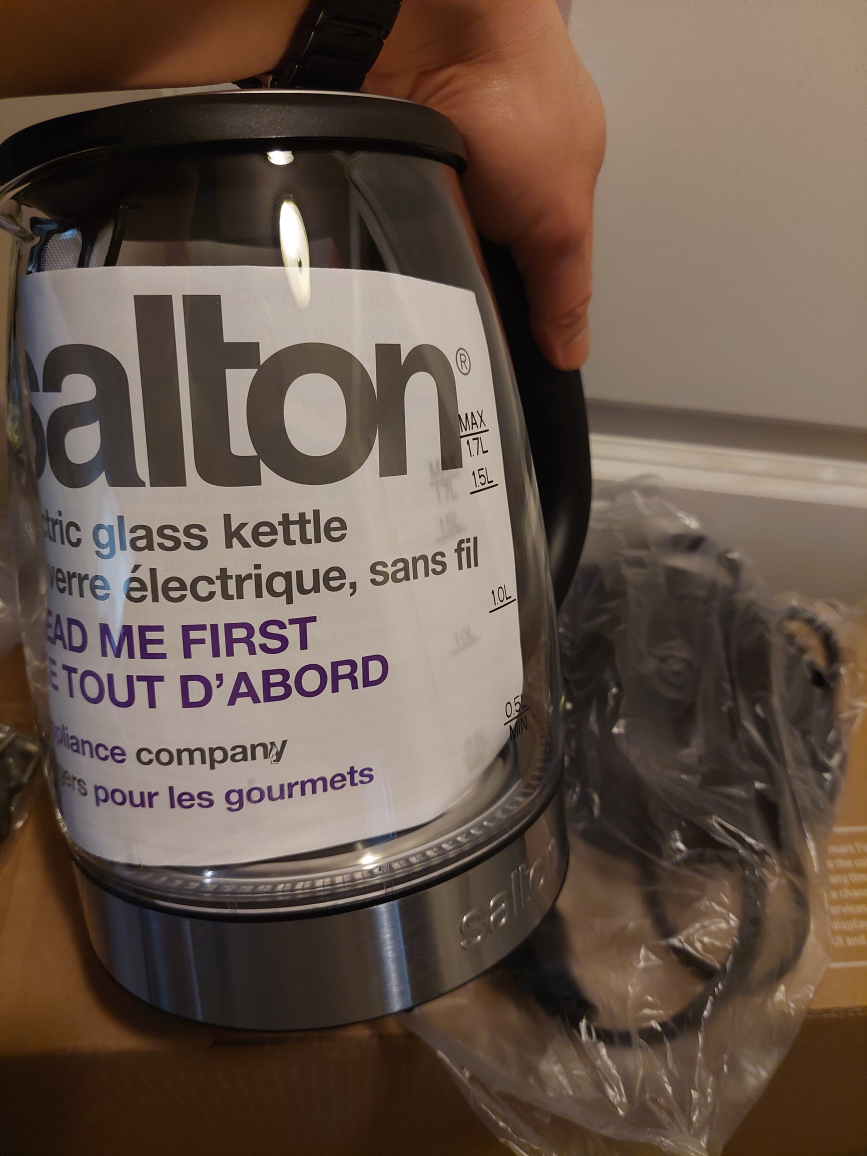 salton®
MAX
1.7L
1.5L
tric glass kettle
verre électrique, sans fil
1.0L
EAD ME FIRST
E TOUT D'ABORD
0.5L
MIN
pliance company
ers pour les gourmets
salton